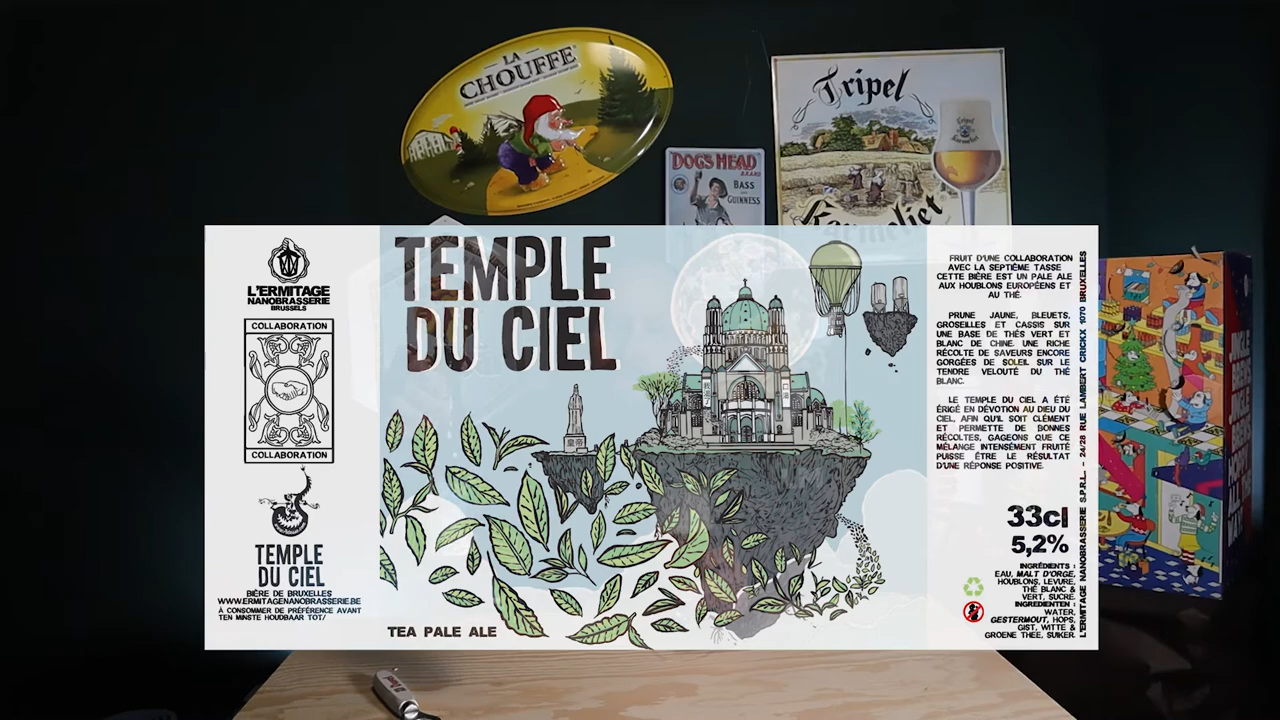 LA
CHOUFFE
Tripel
Tripel
Karmeliet
DOG'S HEAD
BRAND
BASS
GUINNESS
Karmeliet
L'ERMITAGE
NANOBRASSERIE
BRUSSELS
COLLABORATION
COLLABORATION
TEMPLE
DU CIEL
BIÈRE DE BRUXELLES
WWW.ERMITAGENANOBRASSERIE.BE
À CONSOMMER DE PRÉFÉRENCE AVANT
TEN MINSTE HOUDBAAR TOT/
TEMPLE
DU CIEL
皇帝
TEA PALE ALE
FRUIT D'UNE COLLABORATION
AVEC LA SEPTIÈME TASSE
CETTE BIÈRE EST UN PALE ALE
AUX HOUBLONS EUROPÉENS ET
AU THÉ.
PRUNE JAUNE, BLEUETS,
GROSEILLES ET CASSIS SUR
UNE BASE DE THÉS VERT ET
BLANC DE CHINE. UNE RICHE
RÉCOLTE DE SAVEURS ENCORE
GORGÉES DE SOLEIL SUR LE
TENDRE VELOUTÉ DU THÉ
BLANC.
LE TEMPLE DU CIEL A ÉTÉ
ÉRIGÉ EN DÉVOTION AU DIEU DU
CIEL, AFIN QU'IL SOIT CLÉMENT
ET PERMETTE DE BONNES
RÉCOLTES, GAGEONS QUE CE
MÉLANGE INTENSÉMENT FRUITÉ
PUISSE ÊTRE LE RÉSULTAT
D'UNE RÉPONSE POSITIVE.
33cl
5,2%
INGRÉDIENTS :
EAU, MALT D'ORGE,
HOUBLONS, LEVURE,
THÉ BLANC &
VERT, SUCRE.
INGREDIENTEN :
WATER,
GESTERMOUT, HOPS,
GIST, WITTE &
GROENE THEE, SUIKER.
L'ERMITAGE NANOBRASSERIE S.P.R.L. – 24/28 RUE LAMBERT CRICKX 1070 BRUXELLES